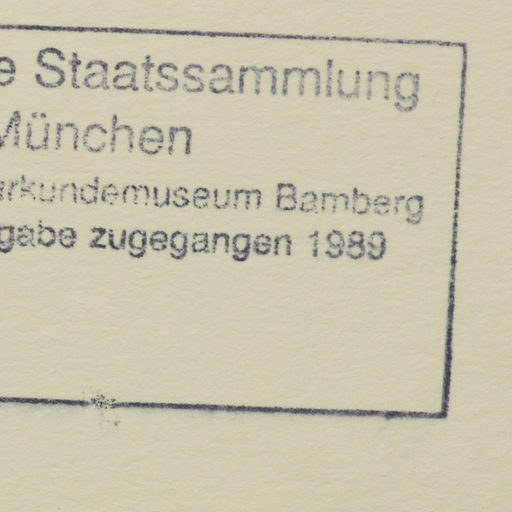 e Staatssammlung
München
rkundemuseum Bamberg
gabe zugegangen 1989